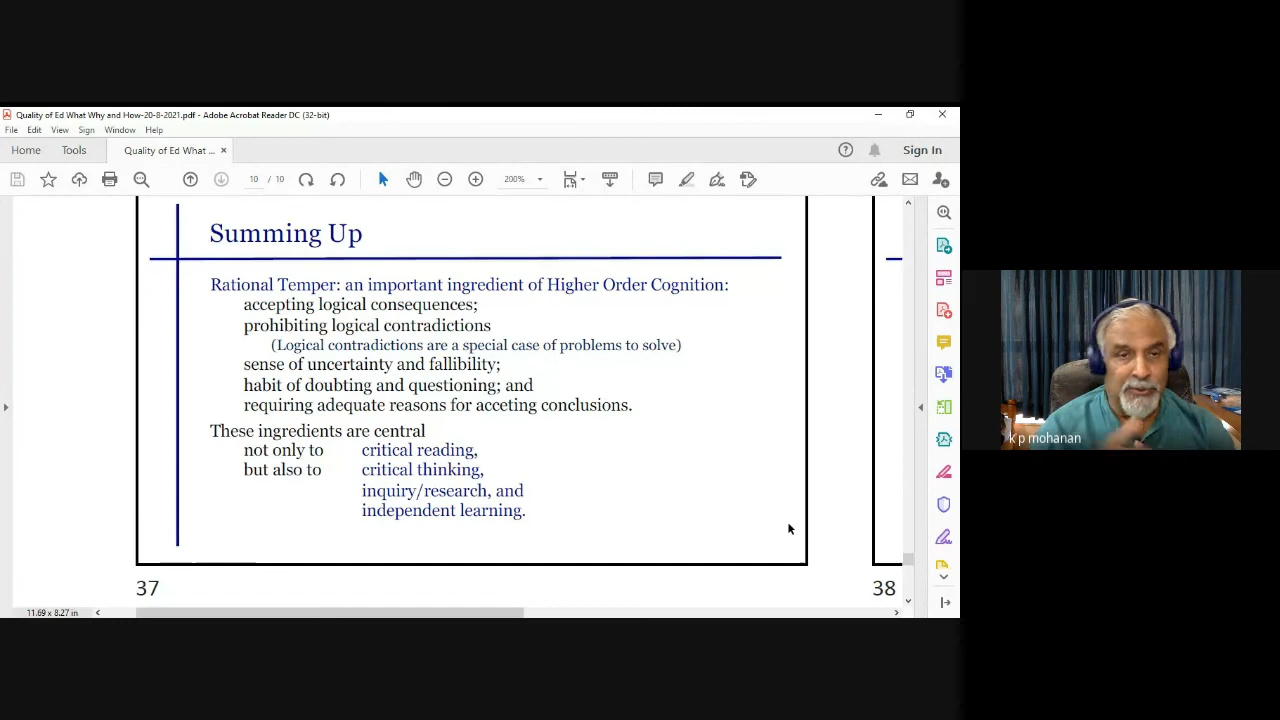 Quality of Ed What Why and How-20-8-2021.pdf - Adobe Acrobat Reader DC (32-bit)
File Edit View Sign Window Help
Home Tools Quality of Ed What ... × Sign In
10 / 10 200%
Summing Up
Rational Temper: an important ingredient of Higher Order Cognition:
accepting logical consequences;
prohibiting logical contradictions
(Logical contradictions are a special case of problems to solve)
sense of uncertainty and fallibility;
habit of doubting and questioning; and
requiring adequate reasons for acceting conclusions.
These ingredients are central
not only to critical reading,
but also to critical thinking,
inquiry/research, and
independent learning.
k p mohanan
37 38
11.69 x 8.27 in